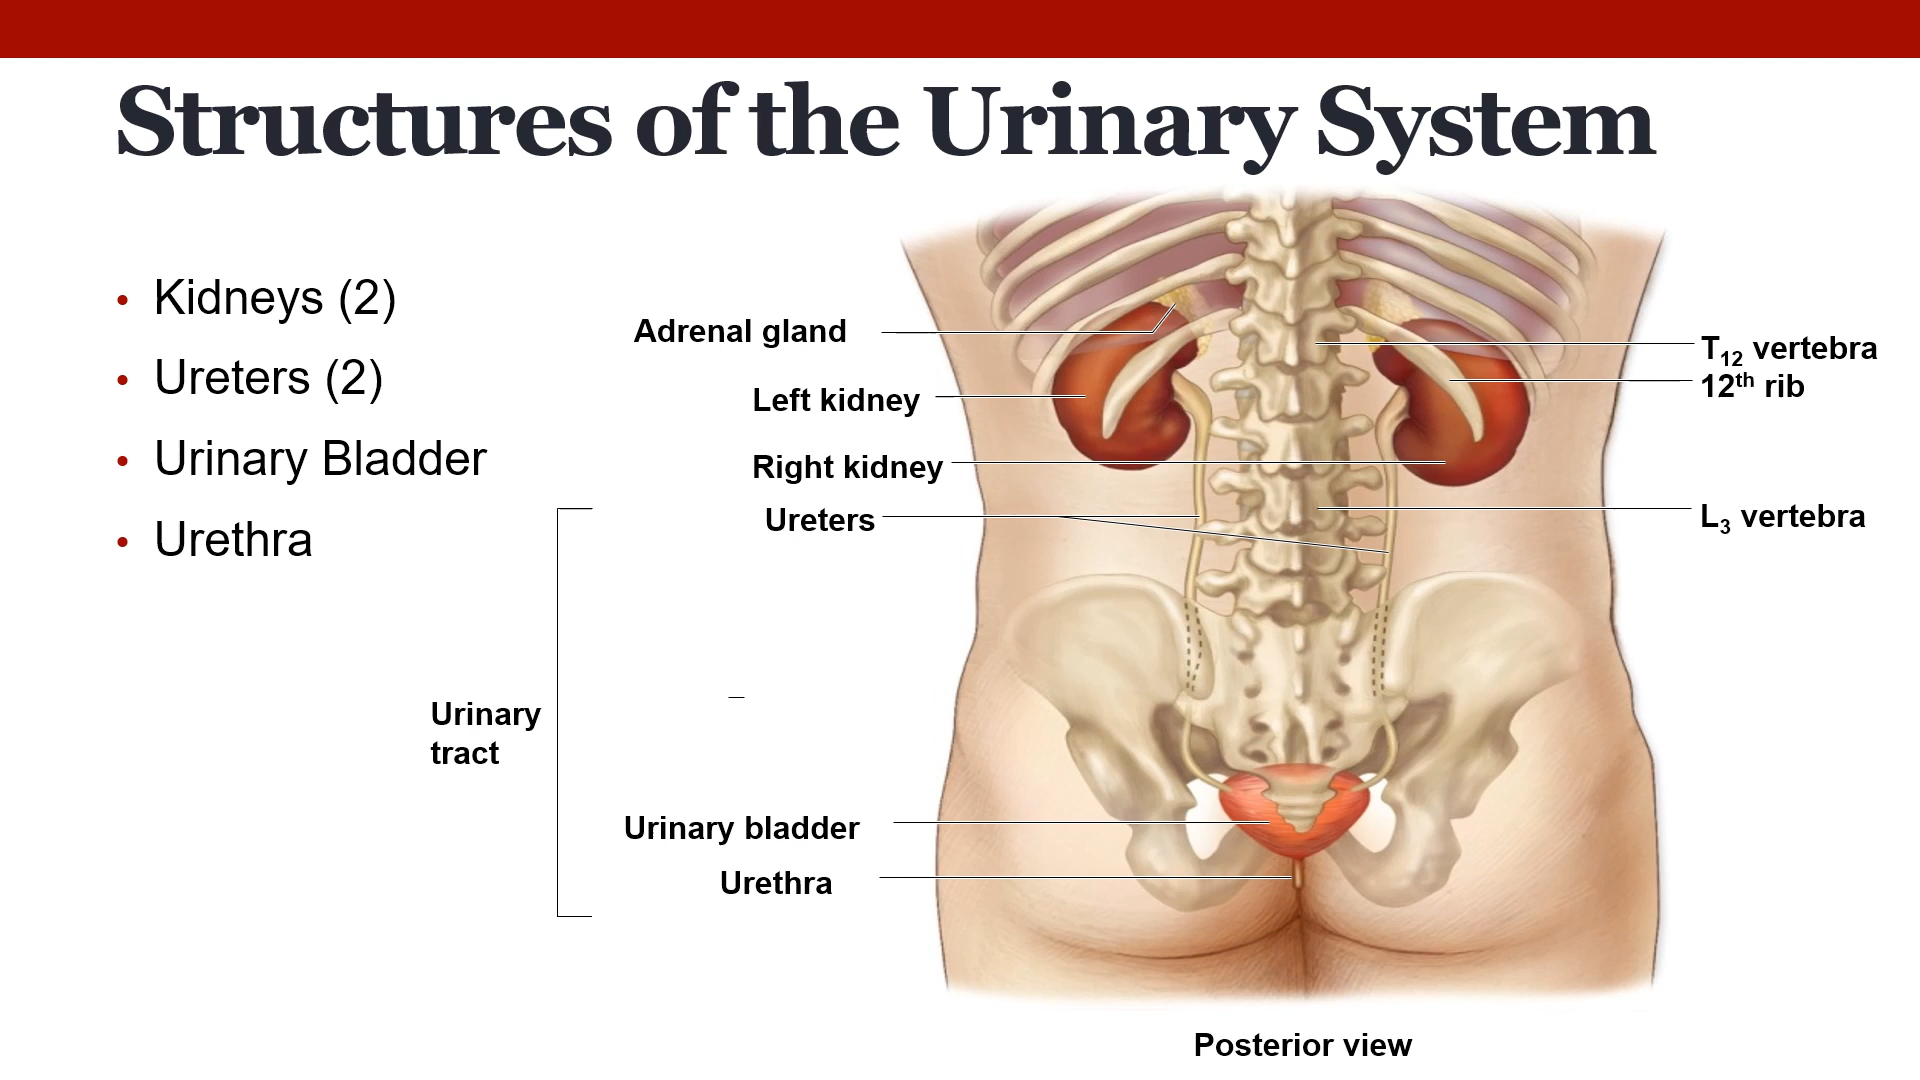 Structures of the Urinary System
• Kidneys (2)
• Ureters (2)
• Urinary Bladder
• Urethra
Adrenal gland
Left kidney
Right kidney
Ureters
Urinary
tract
Urinary bladder
Urethra
T12 vertebra
12th rib
L3 vertebra
Posterior view